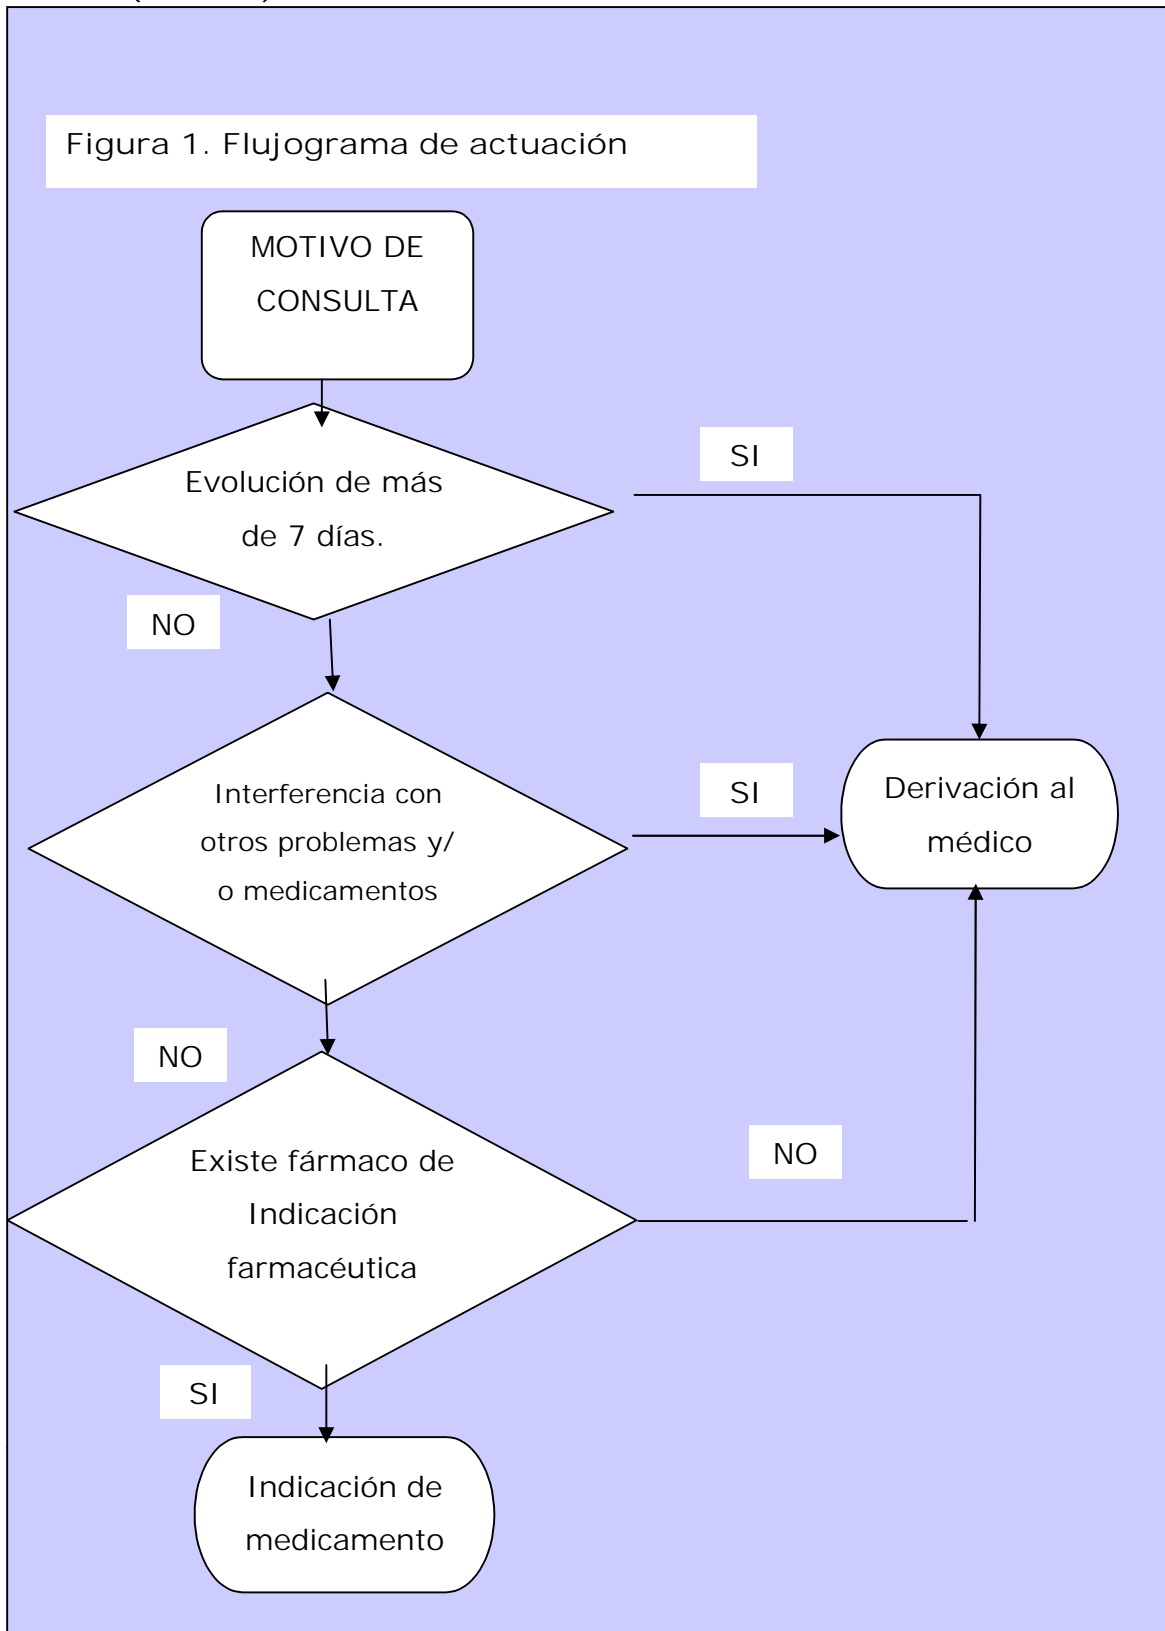 Figura 1. Flujograma de actuación
MOTIVO DE
CONSULTA
SI
Evolución de más
de 7 días.
NO
Interferencia con
otros problemas y/
o medicamentos
SI
Derivación al
médico
NO
Existe fármaco de
Indicación
farmacéutica
NO
SI
Indicación de
medicamento